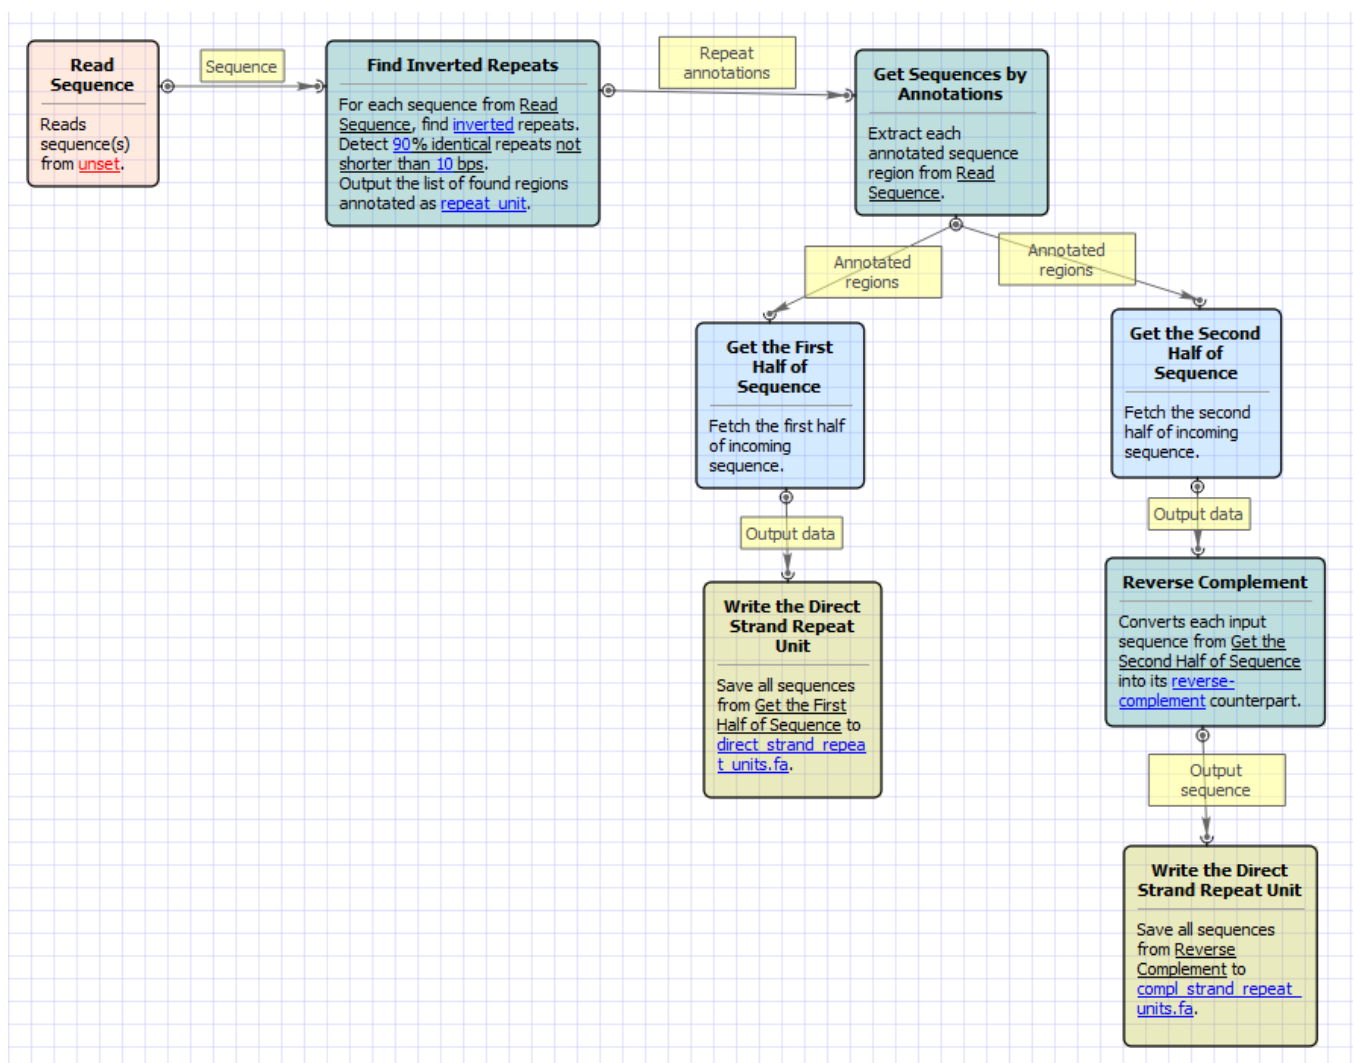 Read
Sequence
Reads
sequence(s)
from unset.
Sequence
Find Inverted Repeats
For each sequence from Read
Sequence, find inverted repeats.
Detect 90% identical repeats not
shorter than 10 bps.
Output the list of found regions
annotated as repeat_unit.
Repeat
annotations
Get Sequences by
Annotations
Extract each
annotated sequence
region from Read
Sequence.
Annotated
regions
Annotated
regions
Get the First
Half of
Sequence
Fetch the first half
of incoming
sequence.
Get the Second
Half of
Sequence
Fetch the second
half of incoming
sequence.
Output data
Output data
Write the Direct
Strand Repeat
Unit
Save all sequences
from Get the First
Half of Sequence to
direct_strand_repea
t_units.fa.
Reverse Complement
Converts each input
sequence from Get the
Second Half of Sequence
into its reverse-
complement counterpart.
Output
sequence
Write the Direct
Strand Repeat Unit
Save all sequences
from Reverse
Complement to
compl_strand_repeat_
units.fa.